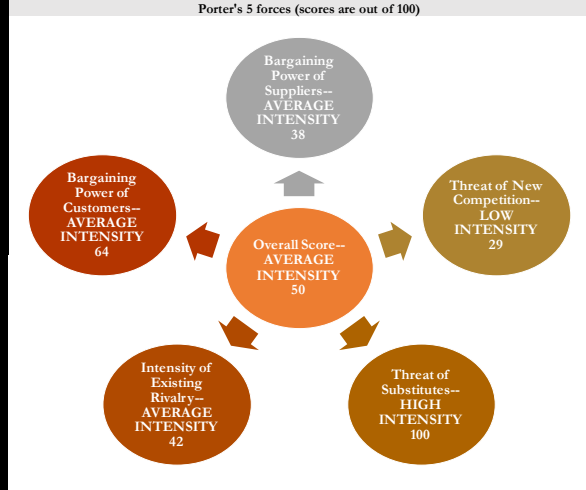 Porter's 5 forces (scores are out of 100)
Bargaining
Power of
Suppliers--
AVERAGE
INTENSITY
38
Bargaining
Power of
Customers--
AVERAGE
INTENSITY
64
Threat of New
Competition--
LOW
INTENSITY
29
Overall Score--
AVERAGE
INTENSITY
50
Intensity of
Existing
Rivalry--
AVERAGE
INTENSITY
42
Threat of
Substitutes--
HIGH
INTENSITY
100